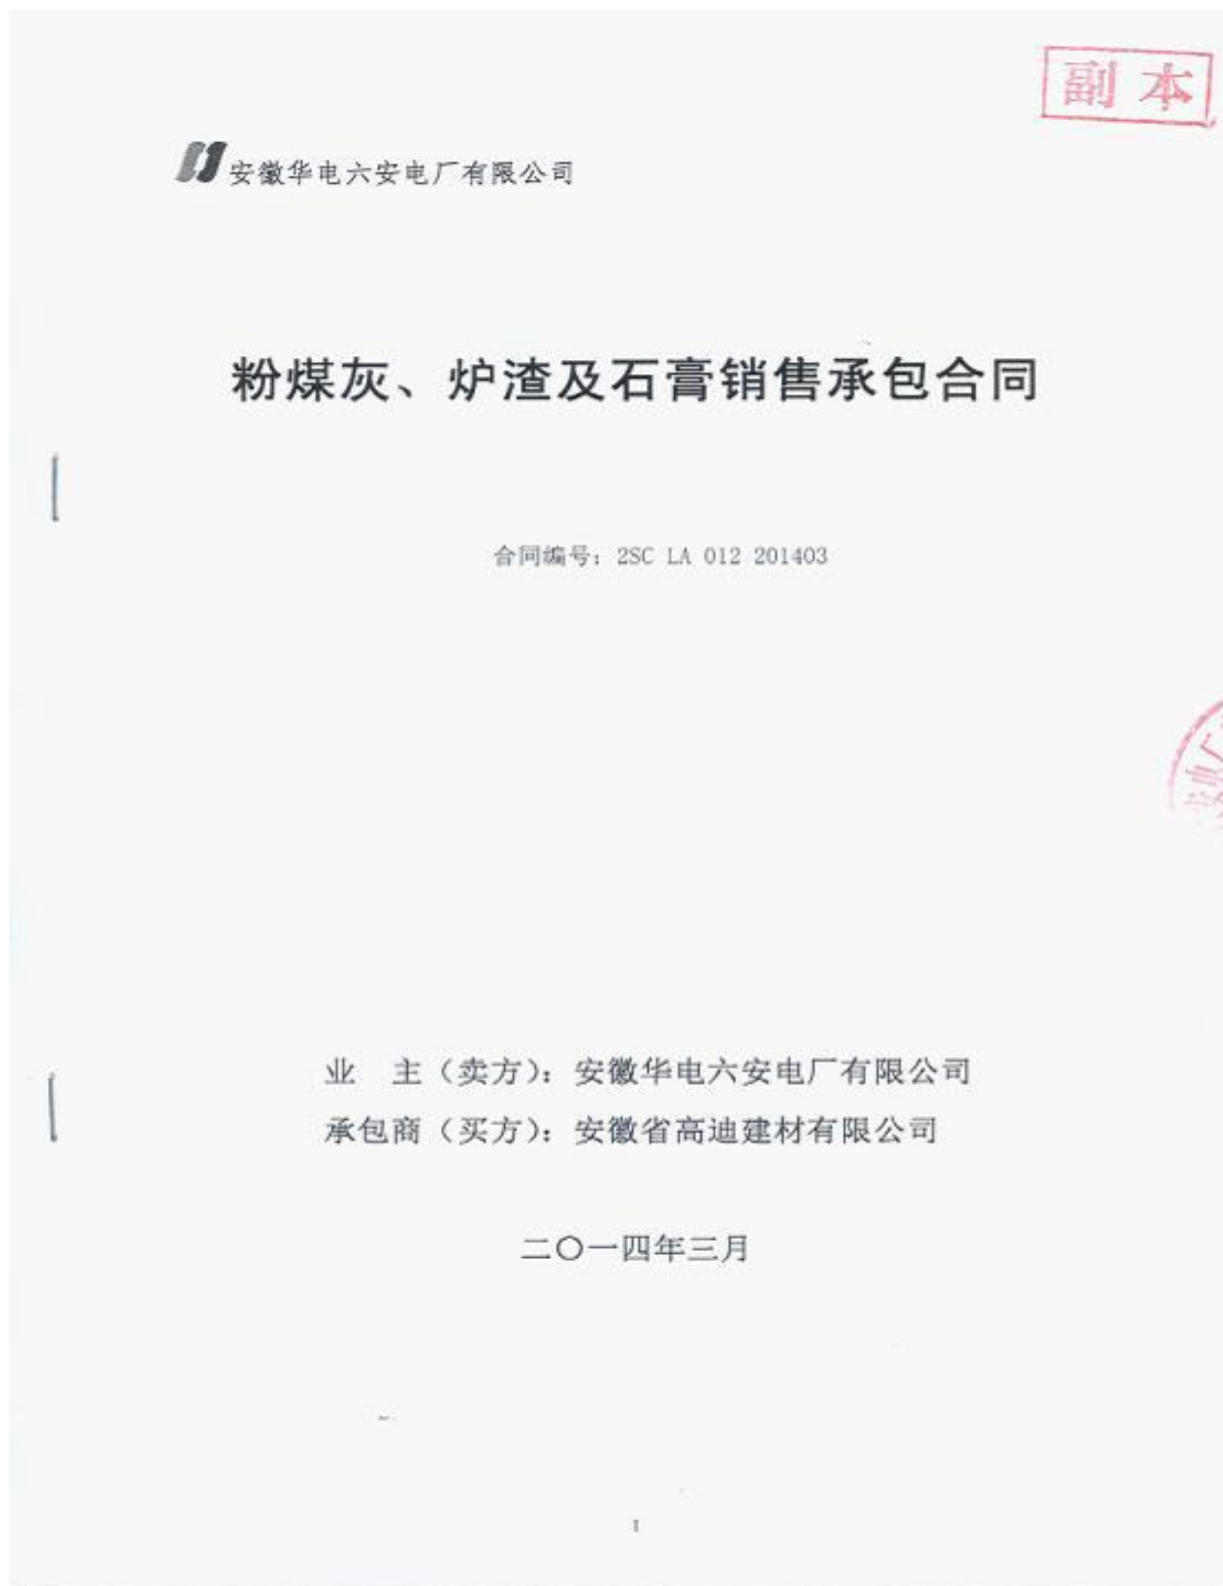 副 本
安徽华电六安电厂有限公司
粉煤灰、炉渣及石膏销售承包合同
合同编号：2SC LA 012 201403
业 主（卖方）：安徽华电六安电厂有限公司
承包商（买方）：安徽省高迪建材有限公司
二〇一四年三月
I